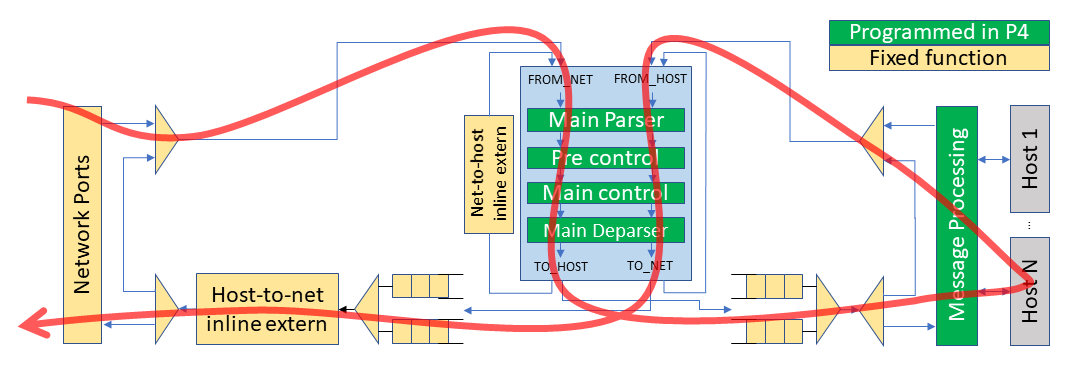 Programmed in P4
Fixed function
FROM_NET
FROM_HOST
Main Parser
Pre control
Main control
Main Deparser
TO_HOST
TO_NET
Net-to-host
inline extern
Network Ports
Host-to-net
inline extern
Message Processing
Host 1
...
Host N